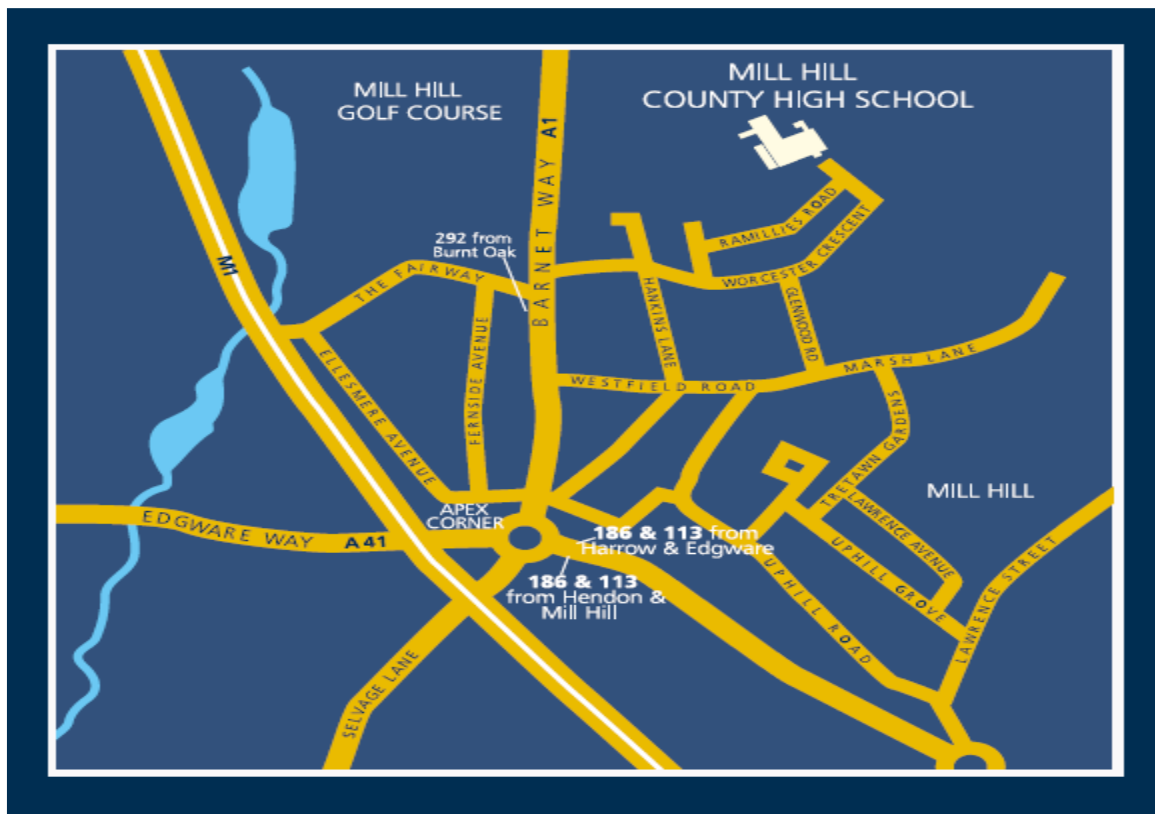 MILL HILL
GOLF COURSE
MILL HILL
COUNTY HIGH SCHOOL
BARNET WAY A1
M1
292 from
Burnt Oak
THE FAIRWAY
RAMILLIES ROAD
WORCESTER CRESCENT
HANKINS LANE
GLENWOOD RD
ELLESMERE AVENUE
FERNSIDE AVENUE
WESTFIELD ROAD
MARSH LANE
TRETAWN GARDENS
MILL HILL
LAWRENCE AVENUE
APEX
CORNER
EDGWARE WAY A41
186 & 113 from
Harrow & Edgware
186 & 113
from Hendon &
Mill Hill
UPHILL GROVE
UPHILL ROAD
LAWRENCE STREET
SELVAGE LANE